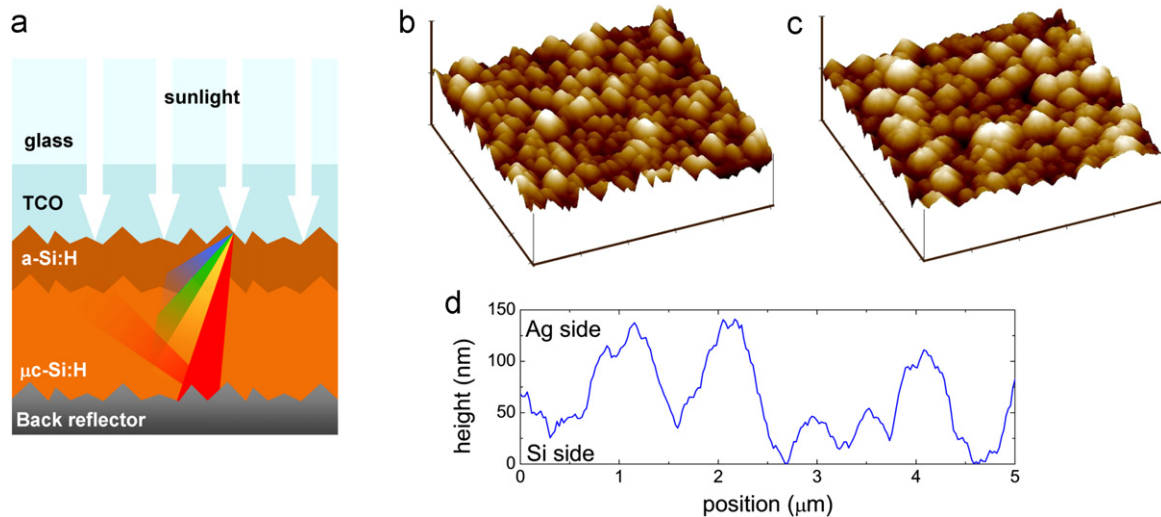 a
sunlight
glass
TCO
a-Si:H
μc-Si:H
Back reflector
b
c
d
150
100
50
0
height (nm)
Ag side
Si side
0
1
2
3
4
5
position (μm)